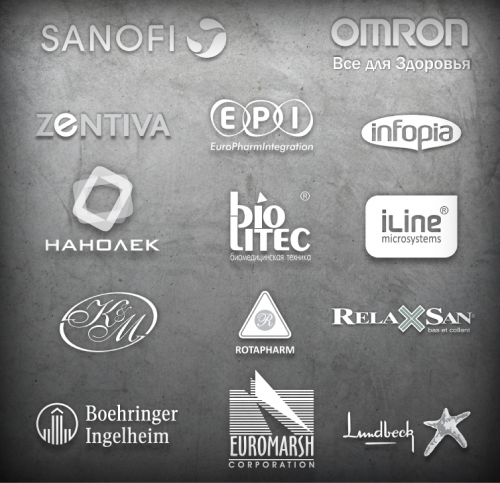 SANOFI
OMRON
Все для Здоровья
ZENTIVA
EPI
EuroPharmIntegration
infopia
НАНОЛЕК
bio LITEC ®
биомедицинская техника
iLine ®
microsystems
K&M
R
ROTAPHARM
RELAXSAN ®
bas et collant
Boehringer
Ingelheim
EUROMARSH
CORPORATION
Lundbeck